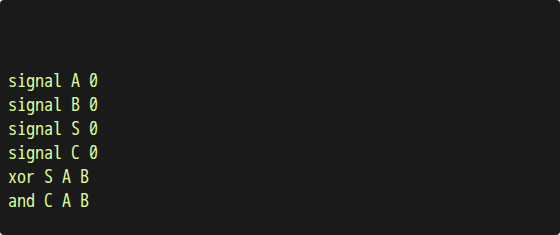 signal A 0
signal B 0
signal S 0
signal C 0
xor S A B
and C A B